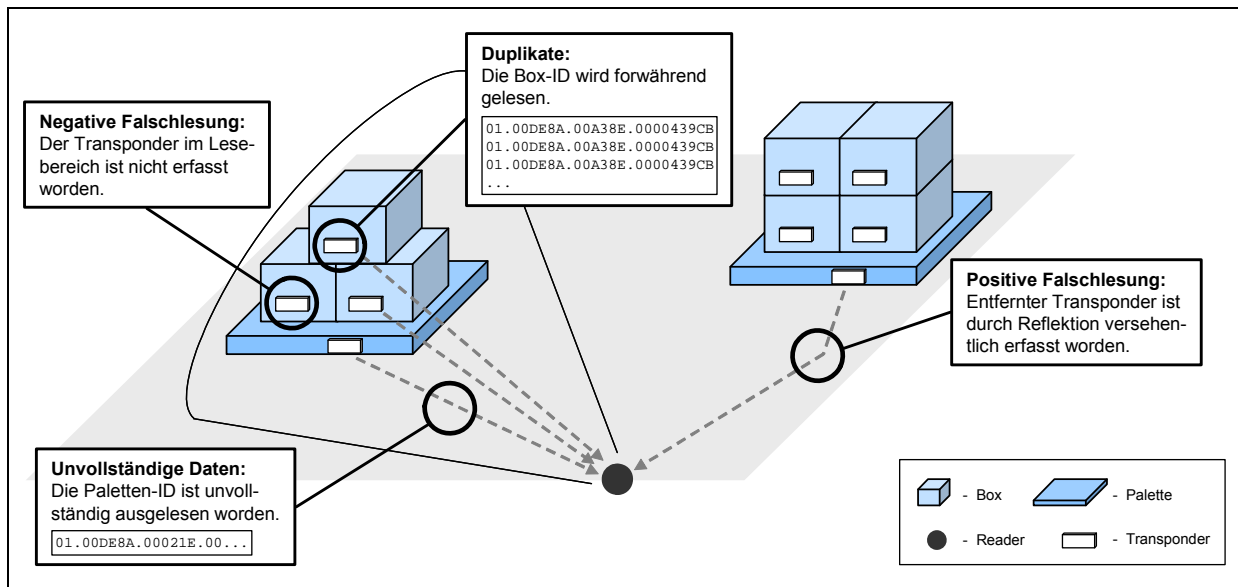 Duplikate:
Die Box-ID wird forwährend
gelesen.
01.00DE8A.00A38E.0000439CB
01.00DE8A.00A38E.0000439CB
01.00DE8A.00A38E.0000439CB
...
Negative Falschlesung:
Der Transponder im Lese-
bereich ist nicht erfasst
worden.
Positive Falschlesung:
Entfernter Transponder ist
durch Reflektion versehen-
tlich erfasst worden.
Unvollständige Daten:
Die Paletten-ID ist unvoll-
ständig ausgelesen worden.
01.00DE8A.00021E.00...
- Box
- Palette
- Reader
- Transponder